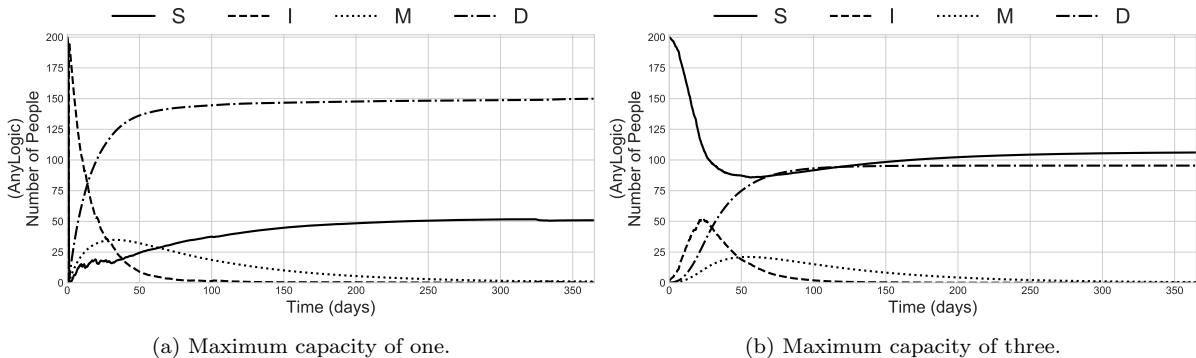 S I M D
200
175
150
125
100
75
50
25
0
(AnyLogic)
Number of People
0 50 100 150 200 250 300 350
Time (days)
(a) Maximum capacity of one.
S I M D
200
175
150
125
100
75
50
25
0
(AnyLogic)
Number of People
0 50 100 150 200 250 300 350
Time (days)
(b) Maximum capacity of three.